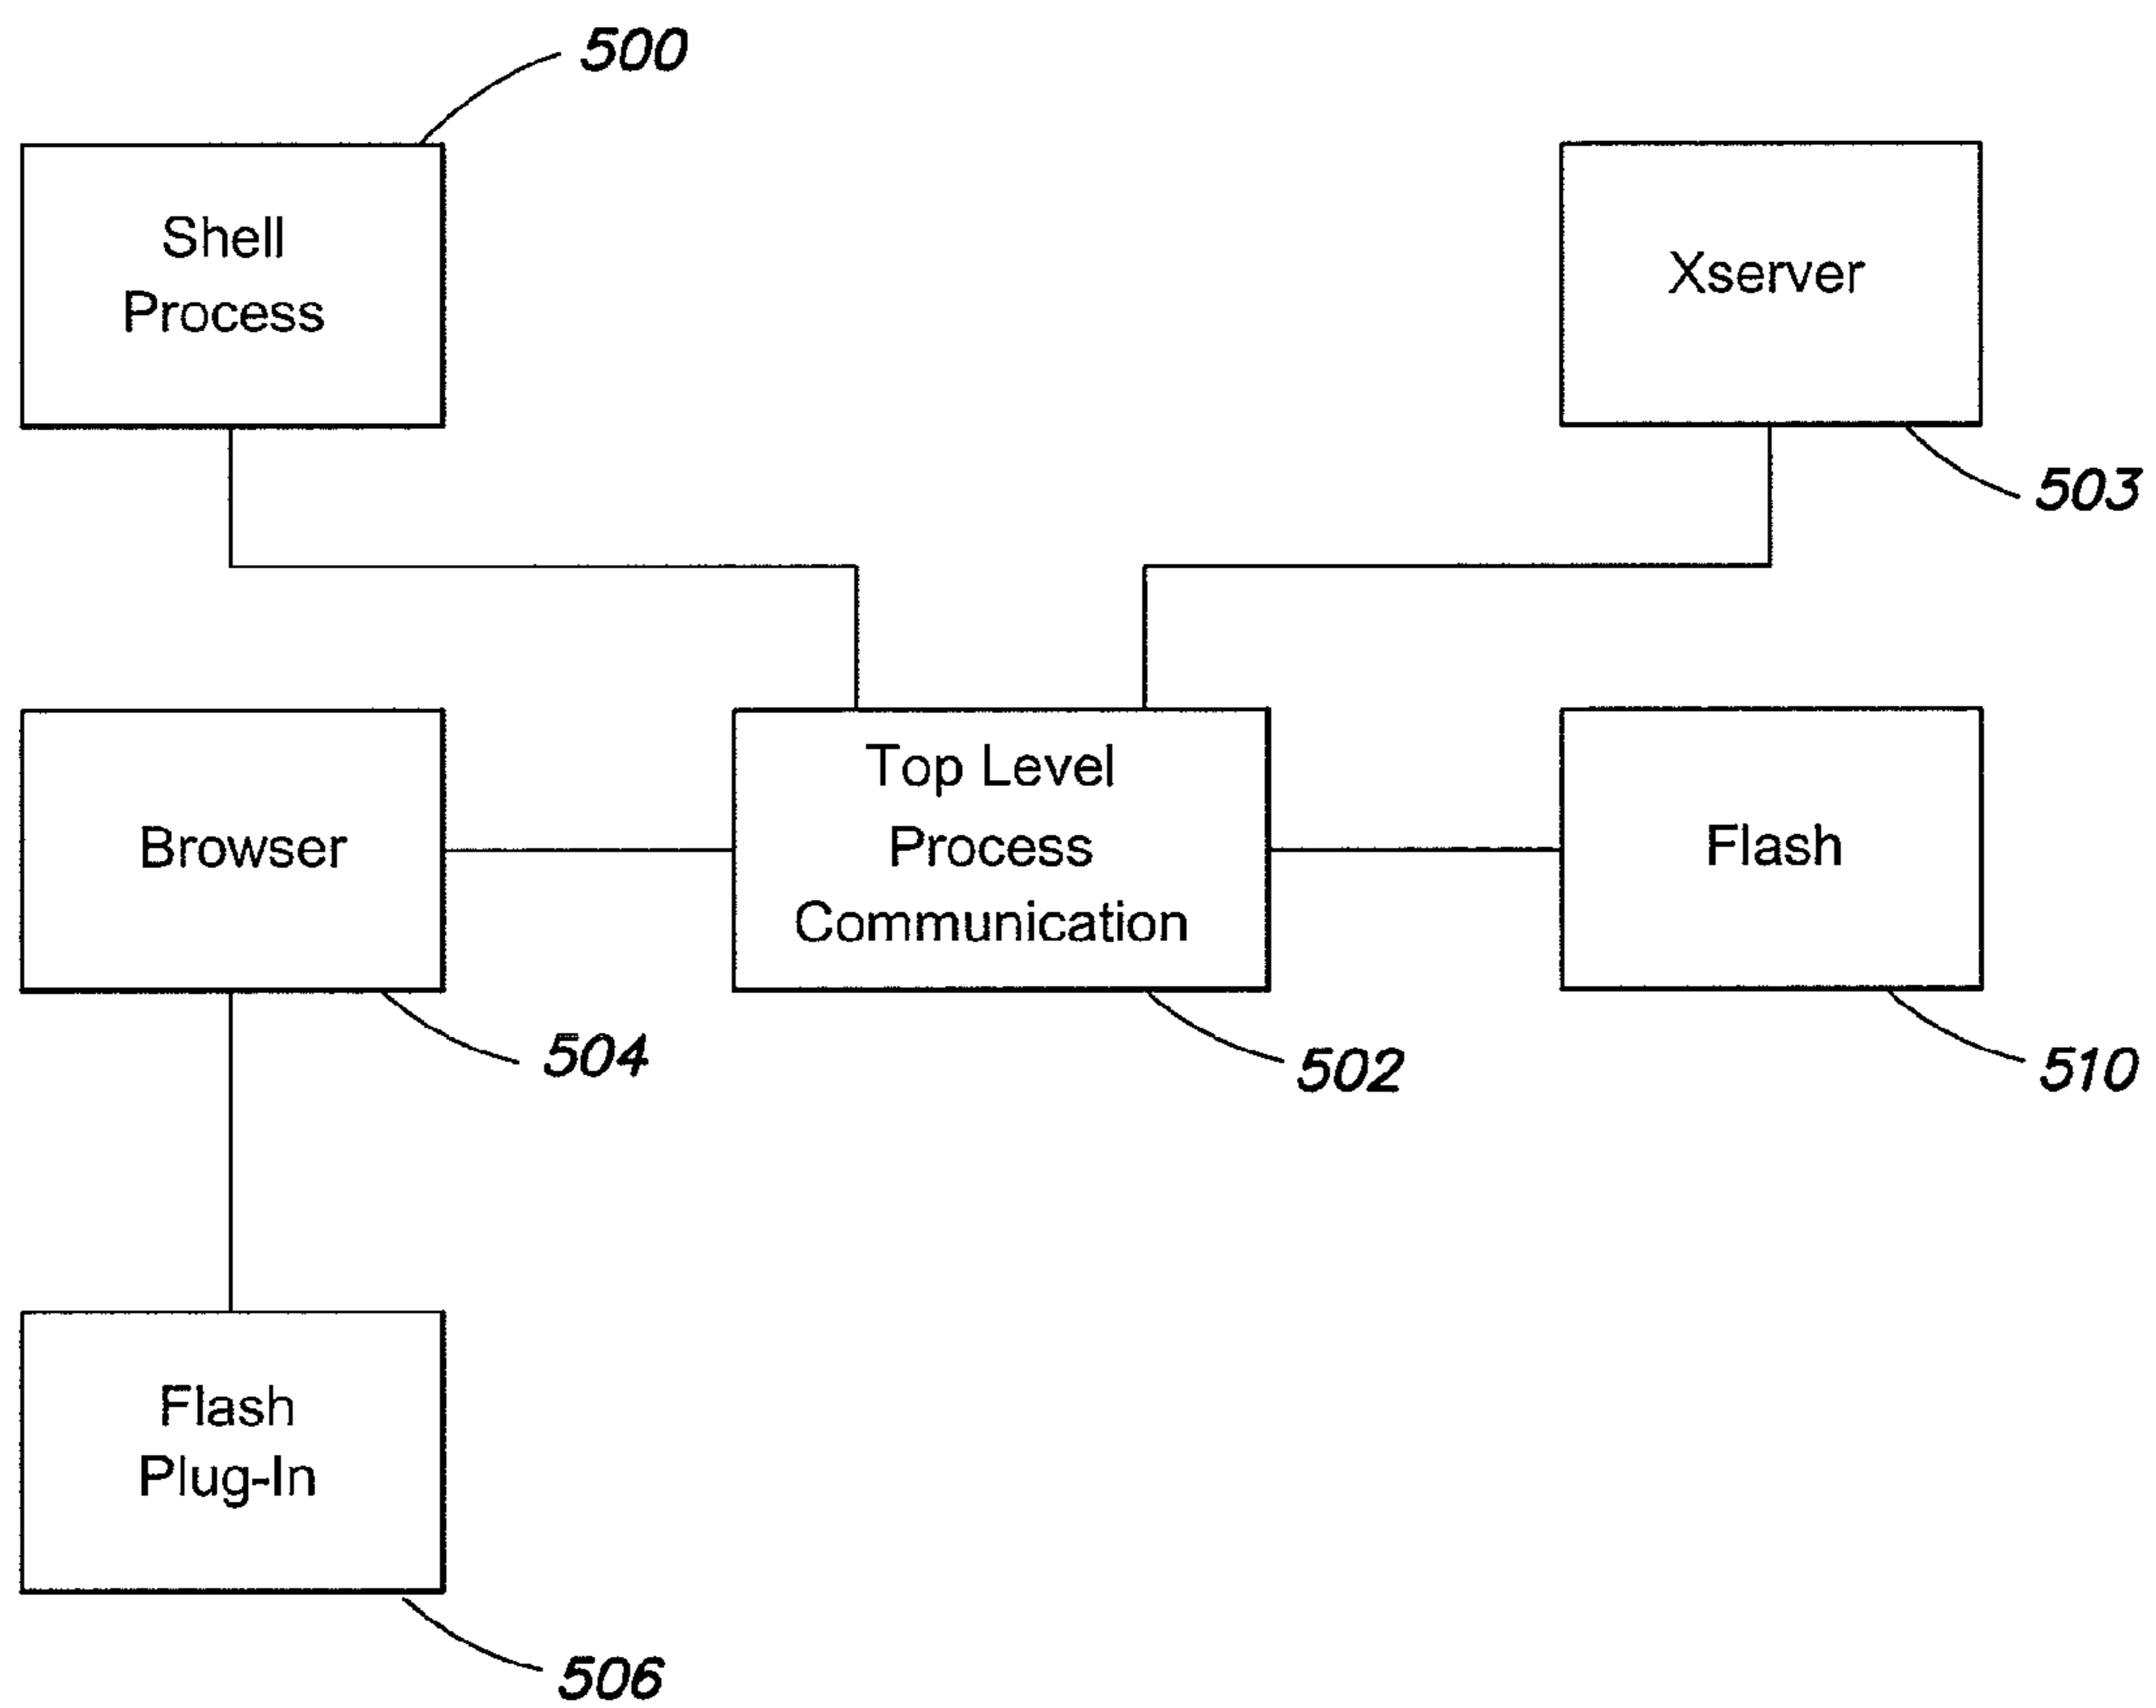 500
Shell
Process
Xserver
503
Browser
504
Top Level
Process
Communication
502
Flash
510
Flash
Plug-In
506